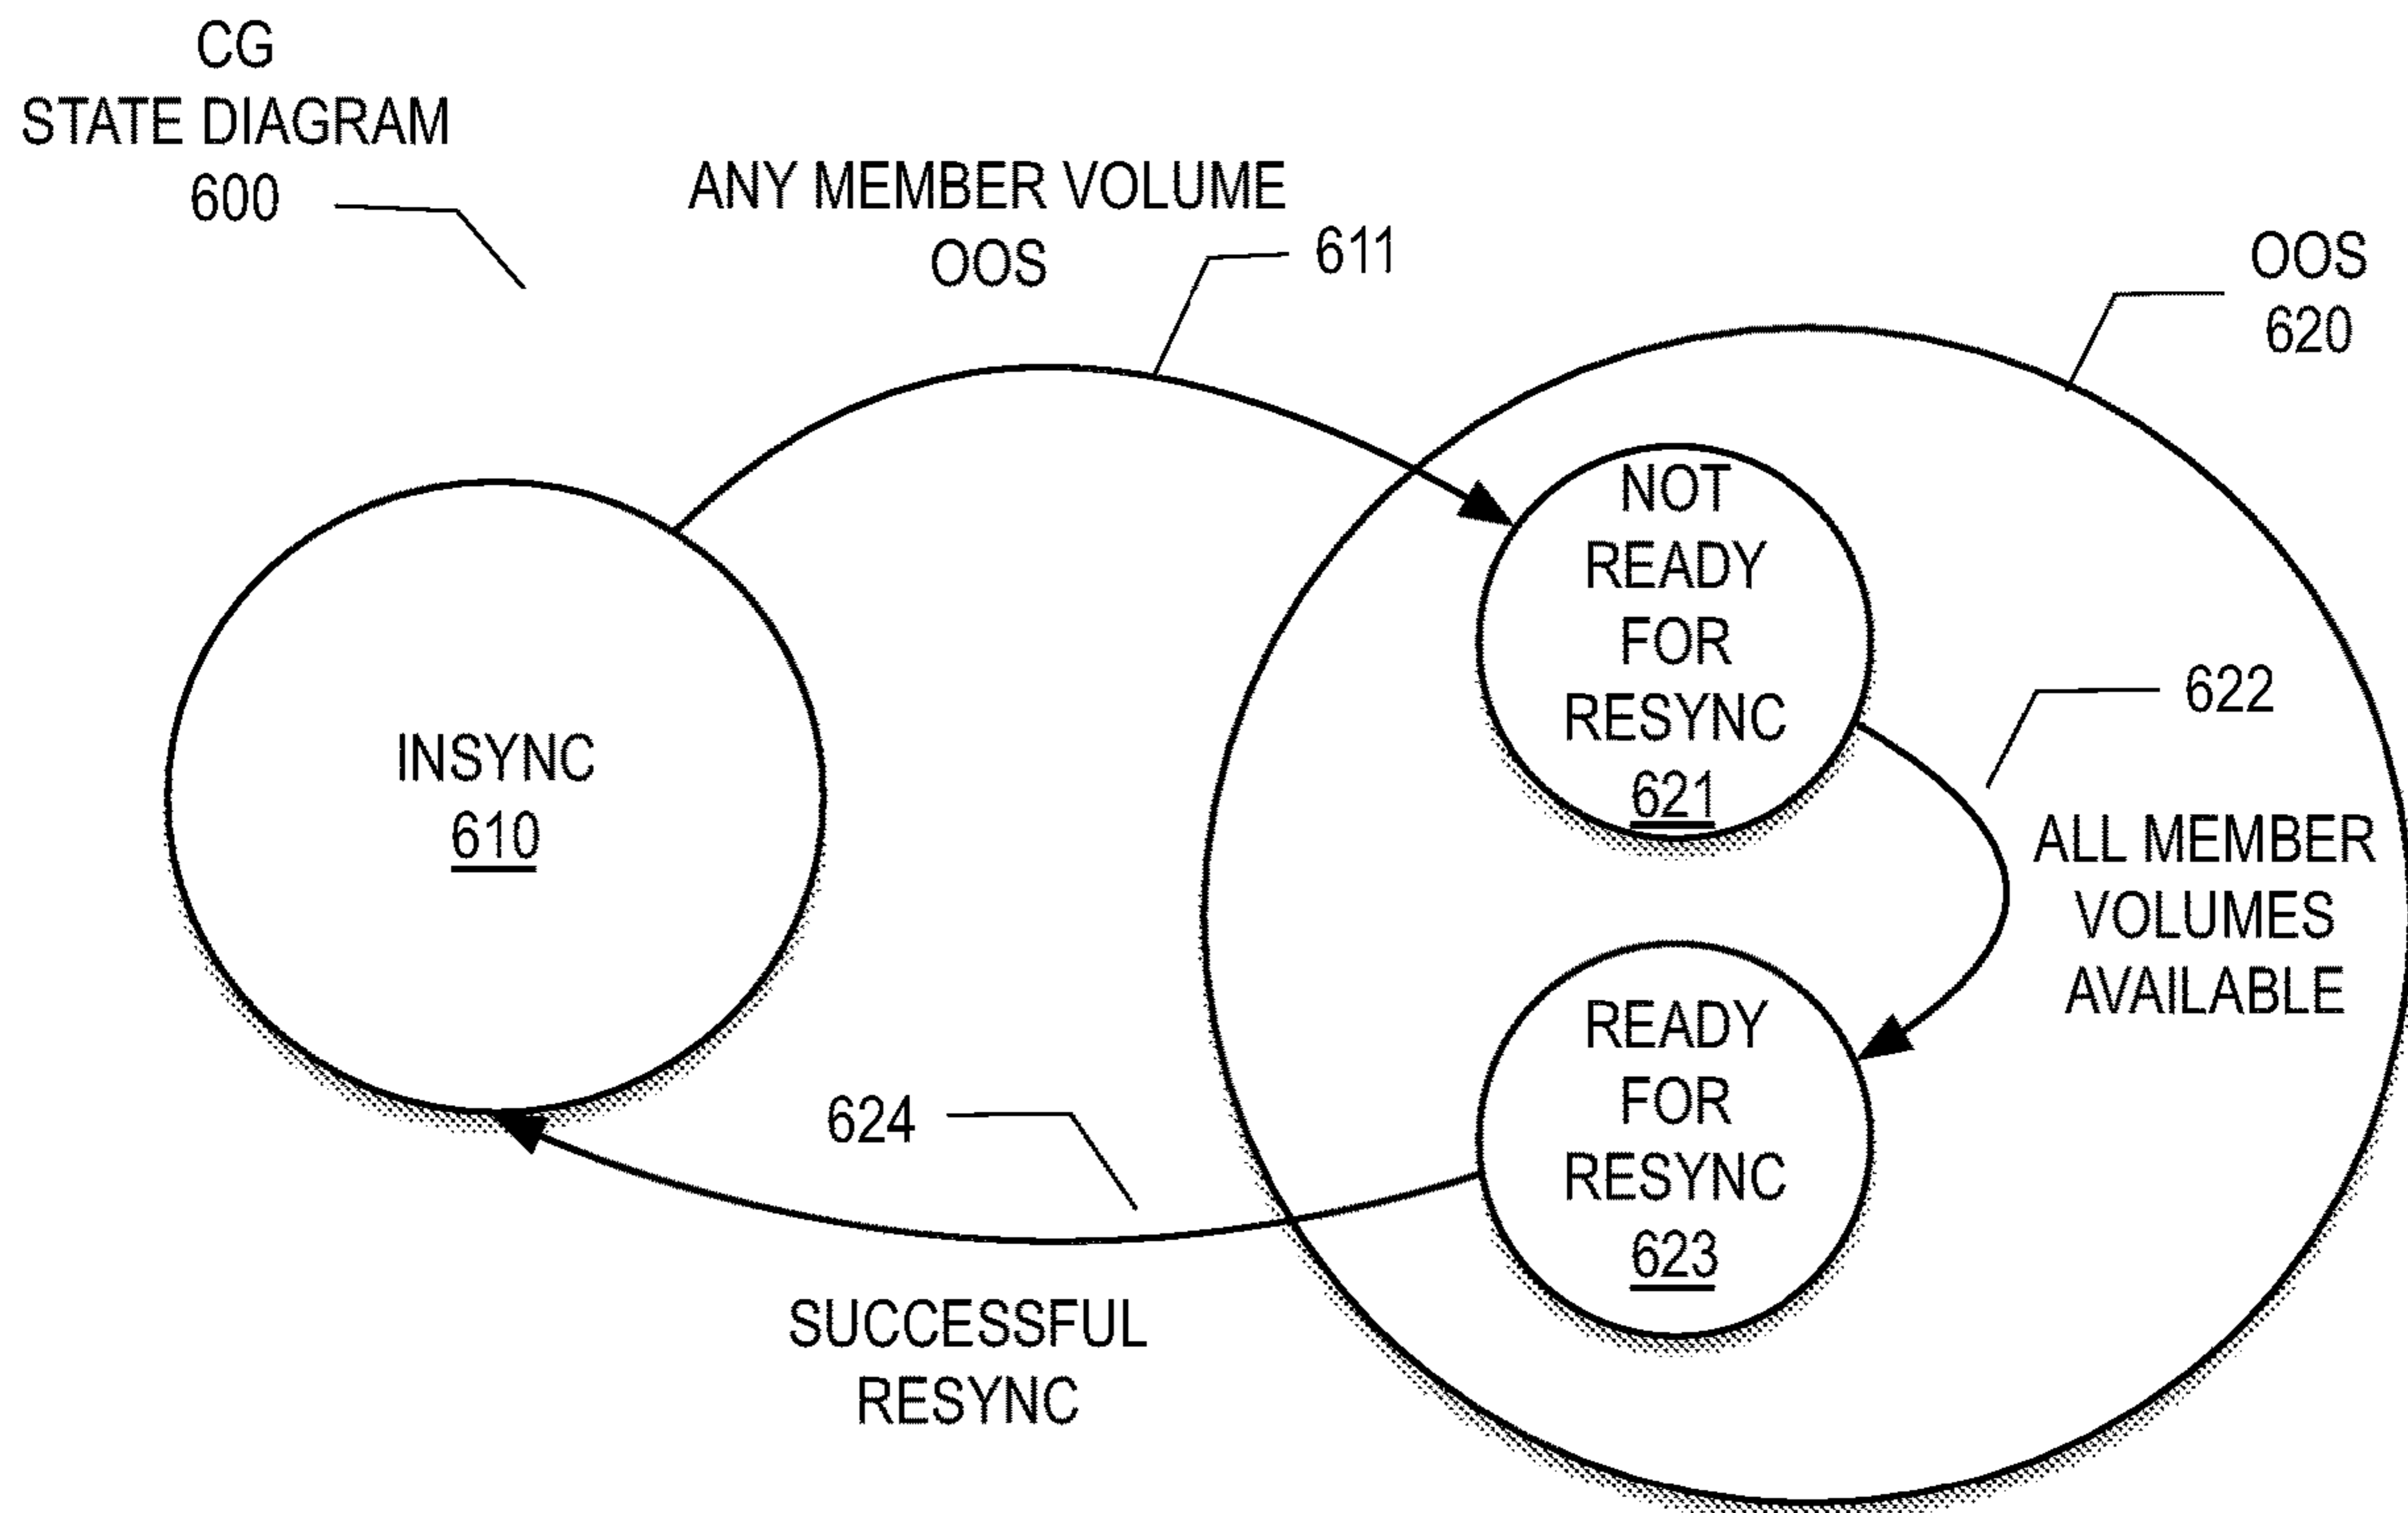 CG
STATE DIAGRAM
600
ANY MEMBER VOLUME
OOS
611
OOS
620
NOT
READY
FOR
RESYNC
621
622
INSYNC
610
ALL MEMBER
VOLUMES
AVAILABLE
READY
FOR
RESYNC
623
624
SUCCESSFUL
RESYNC